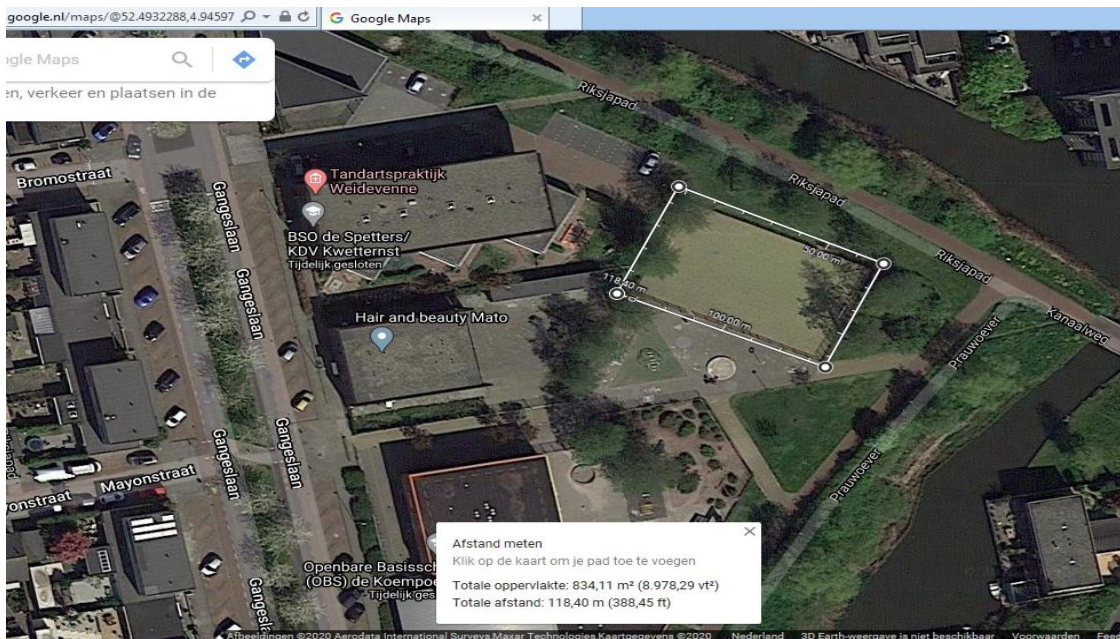 google.nl/maps/@52.4932288,4.94597
Google Maps
ogle Maps
en, verkeer en plaatsen in de
Riksjapad
Bromostraat
Gangeslaan
Tandartspraktijk
Weidevenne
Riksjapad
BSO de Spetters/
KDV Kwetternst
Tijdelijk gesloten
50,00 m
Riksjapad
Gangeslaan
118,40 m
100,00 m
Hair and beauty Mato
Kanaalweg
Prauwoever
Gangeslaan
Gangeslaan
Mayonstraat
onstraat
Prauwoever
Afstand meten
Klik op de kaart om je pad toe te voegen
Totale oppervlakte: 834,11 m² (8.978,29 vt²)
Totale afstand: 118,40 m (388,45 ft)
Openbare Basissch
(OBS) de Koempoe
Tijdelijk ges
Afbeeldingen ©2020 Aerodata International Surveys Maxar Technologies Kaartgegevens ©2020 Nederland 3D Earth-weergave is niet beschikbaar Voorwaarden